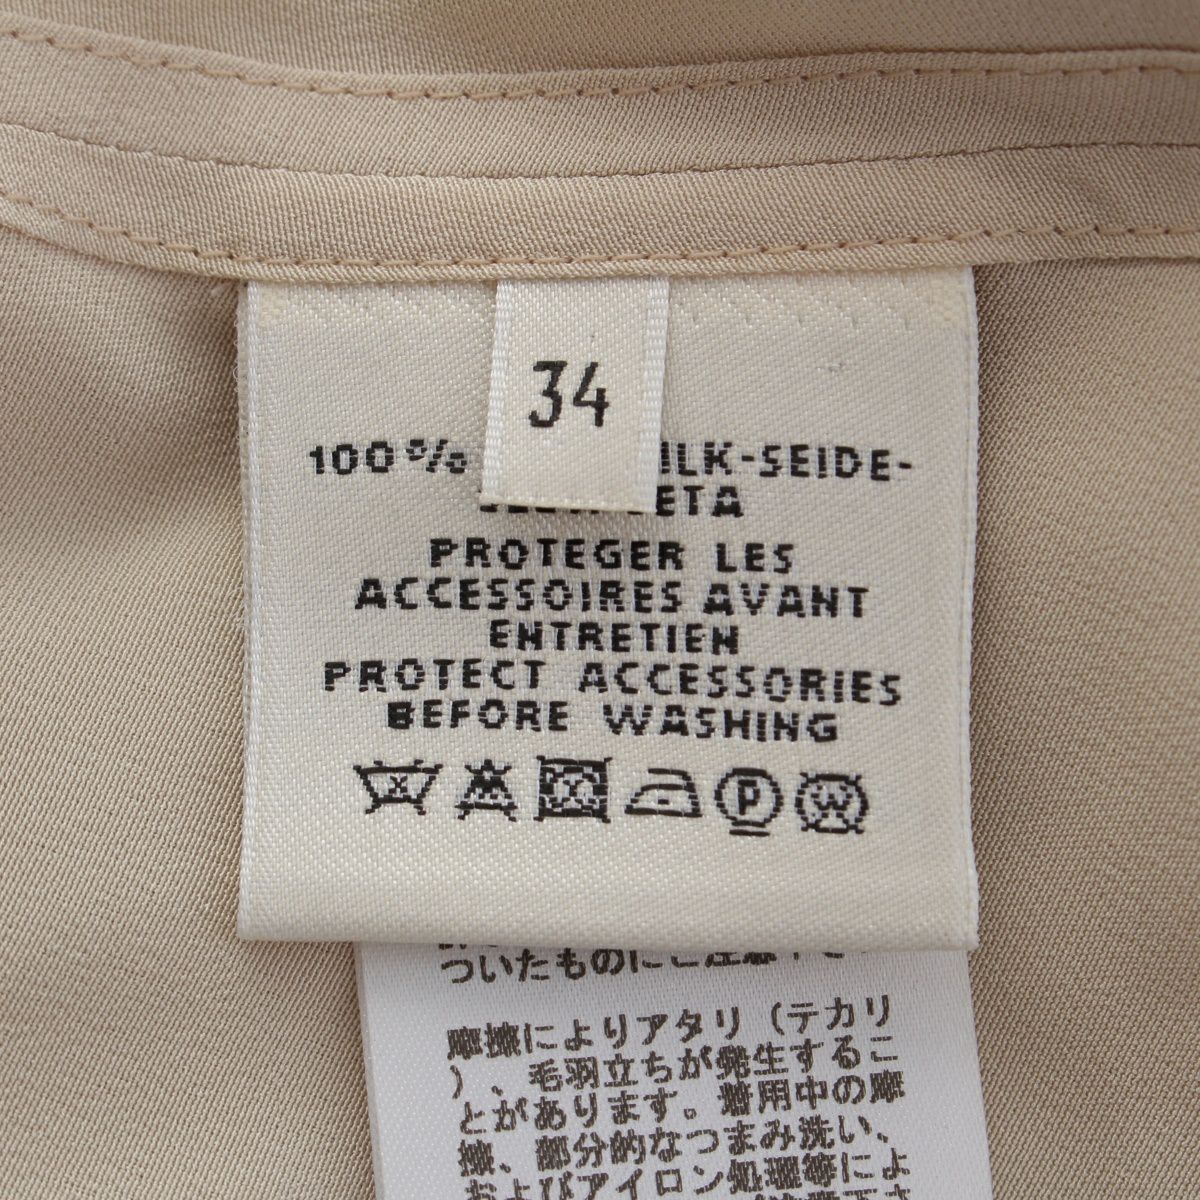 34
100% ILK-SEIDE-
ETA
PROTEGER LES
ACCESSOIRES AVANT
ENTRETIEN
PROTECT ACCESSORIES
BEFORE WASHING
P W
ついたものにご注意下さ
摩擦によりアタリ（テカリ
）、毛羽立ちが発生するこ
とがあります。着用中の摩
擦、部分的なつまみ洗い、
およびアイロン処理等によ